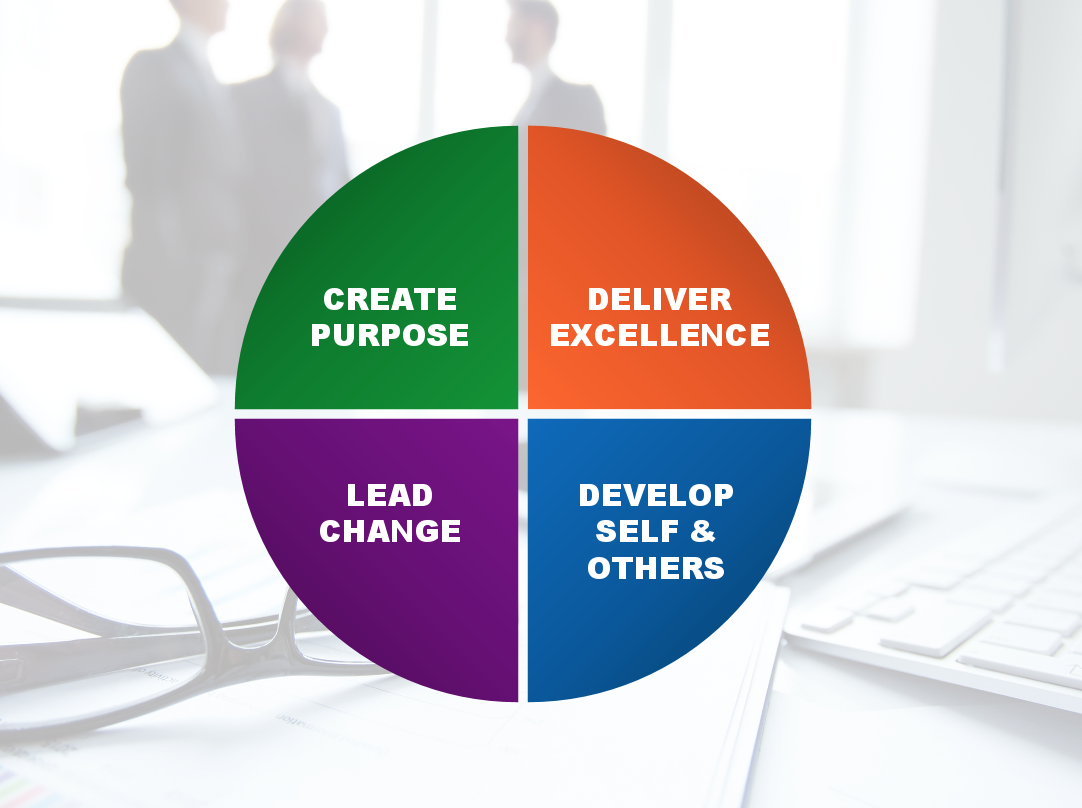 CREATE
PURPOSE
DELIVER
EXCELLENCE
LEAD
CHANGE
DEVELOP
SELF &
OTHERS